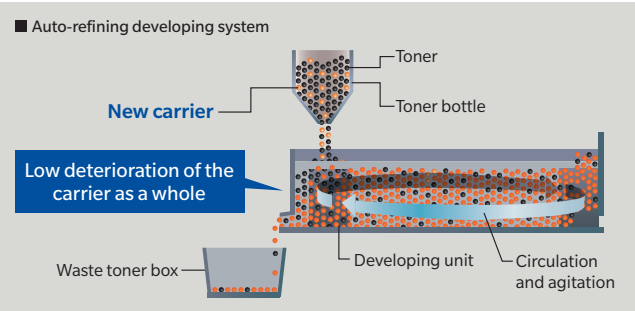 ■ Auto-refining developing system
Toner
Toner bottle
New carrier
Low deterioration of the
carrier as a whole
Waste toner box
Developing unit
Circulation
and agitation